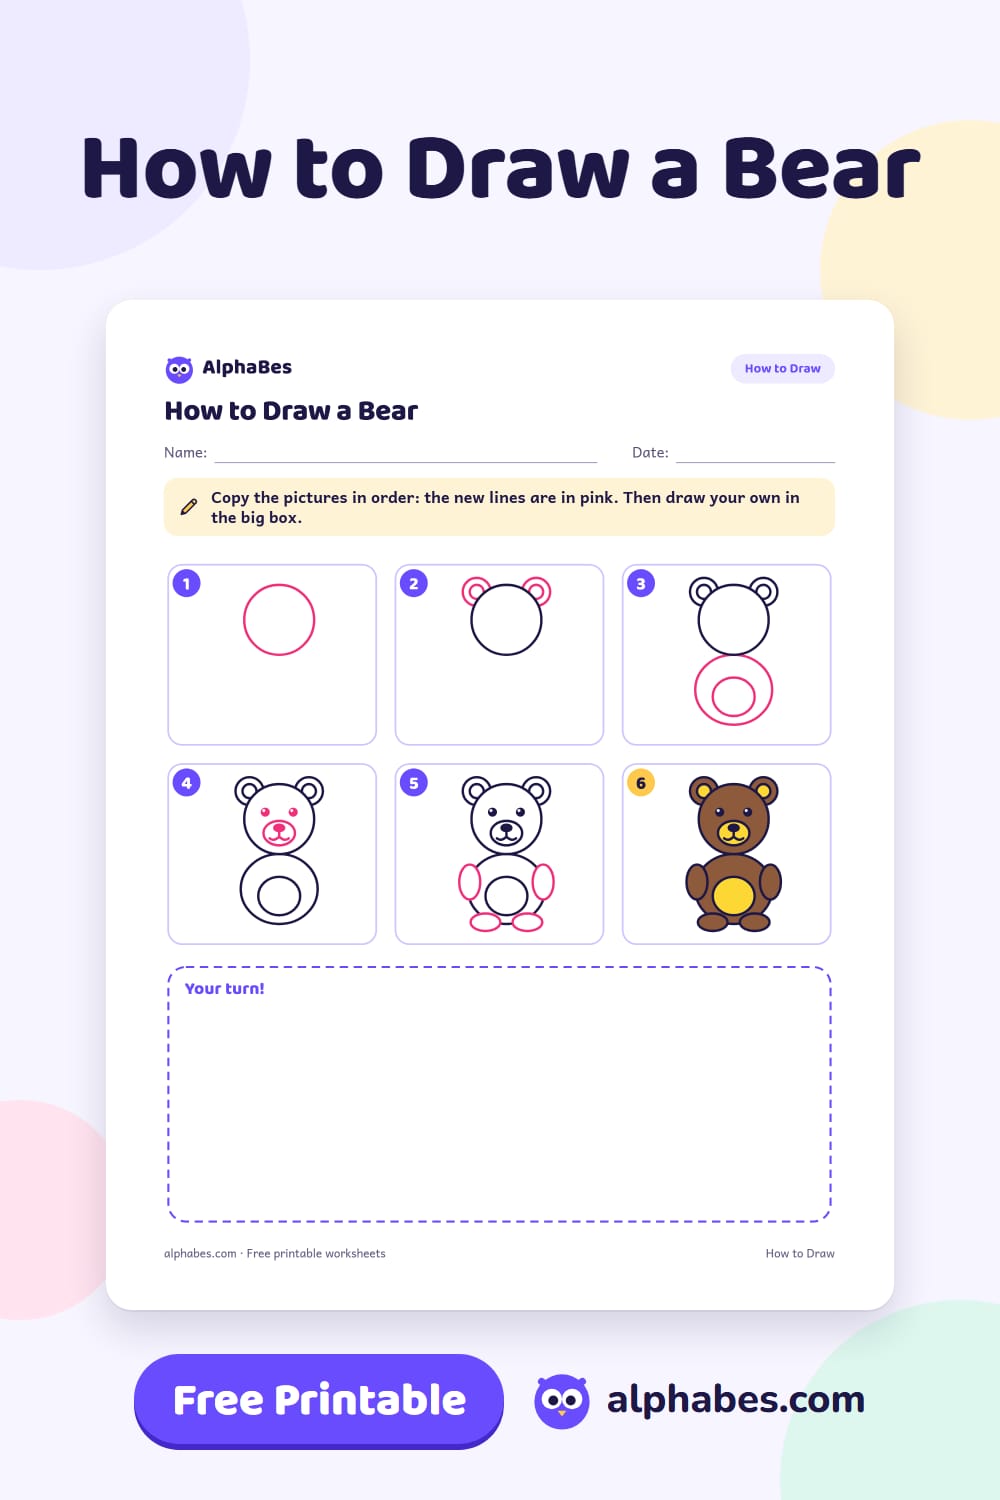 How to Draw a Bear
AlphaBes
How to Draw
How to Draw a Bear
Name:
Date:
Copy the pictures in order: the new lines are in pink. Then draw your own in
the big box.
1
2
3
4
5
6
Your turn!
alphabes.com · Free printable worksheets
How to Draw
Free Printable
alphabes.com